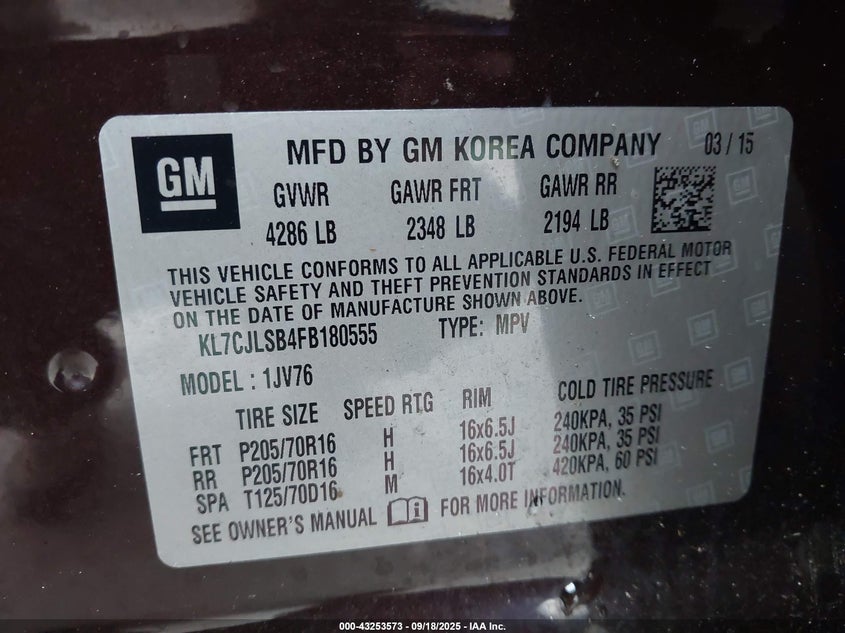 GM
MFD BY GM KOREA COMPANY 03 / 15
GVWR GAWR FRT GAWR RR
4286 LB 2348 LB 2194 LB
THIS VEHICLE CONFORMS TO ALL APPLICABLE U.S. FEDERAL MOTOR
VEHICLE SAFETY AND THEFT PREVENTION STANDARDS IN EFFECT
ON THE DATE OF MANUFACTURE SHOWN ABOVE.
KL7CJLSB4FB180555 TYPE: MPV
MODEL : 1JV76
TIRE SIZE SPEED RTG RIM COLD TIRE PRESSURE
FRT P205/70R16 H 16x6.5J 240KPA, 35 PSI
RR P205/70R16 H 16x6.5J 240KPA, 35 PSI
SPA T125/70D16 M 16x4.0T 420KPA, 60 PSI
SEE OWNER'S MANUAL FOR MORE INFORMATION.
000-43253573 - 09/18/2025 - IAA Inc.